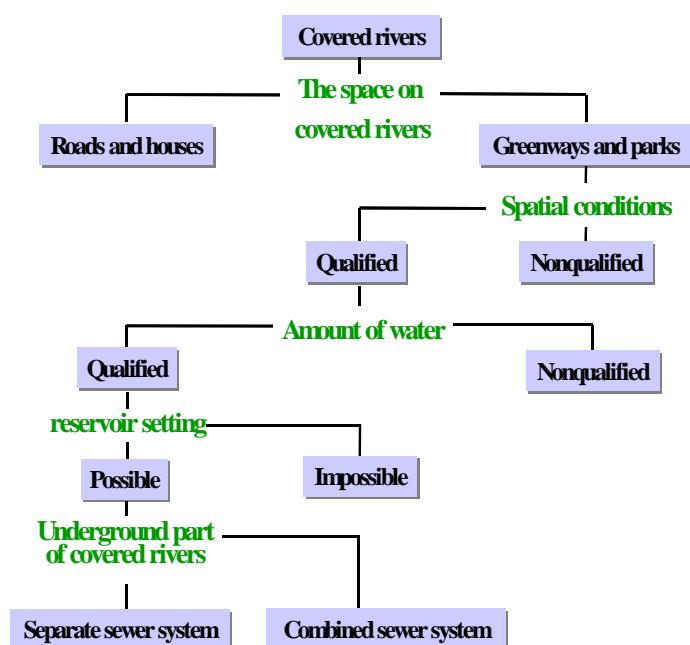 Covered rivers
The space on
covered rivers
Roads and houses
Greenways and parks
Spatial conditions
Qualified
Nonqualified
Amount of water
Qualified
Nonqualified
reservoir setting
Possible
Impossible
Underground part
of covered rivers
Separate sewer system
Combined sewer system